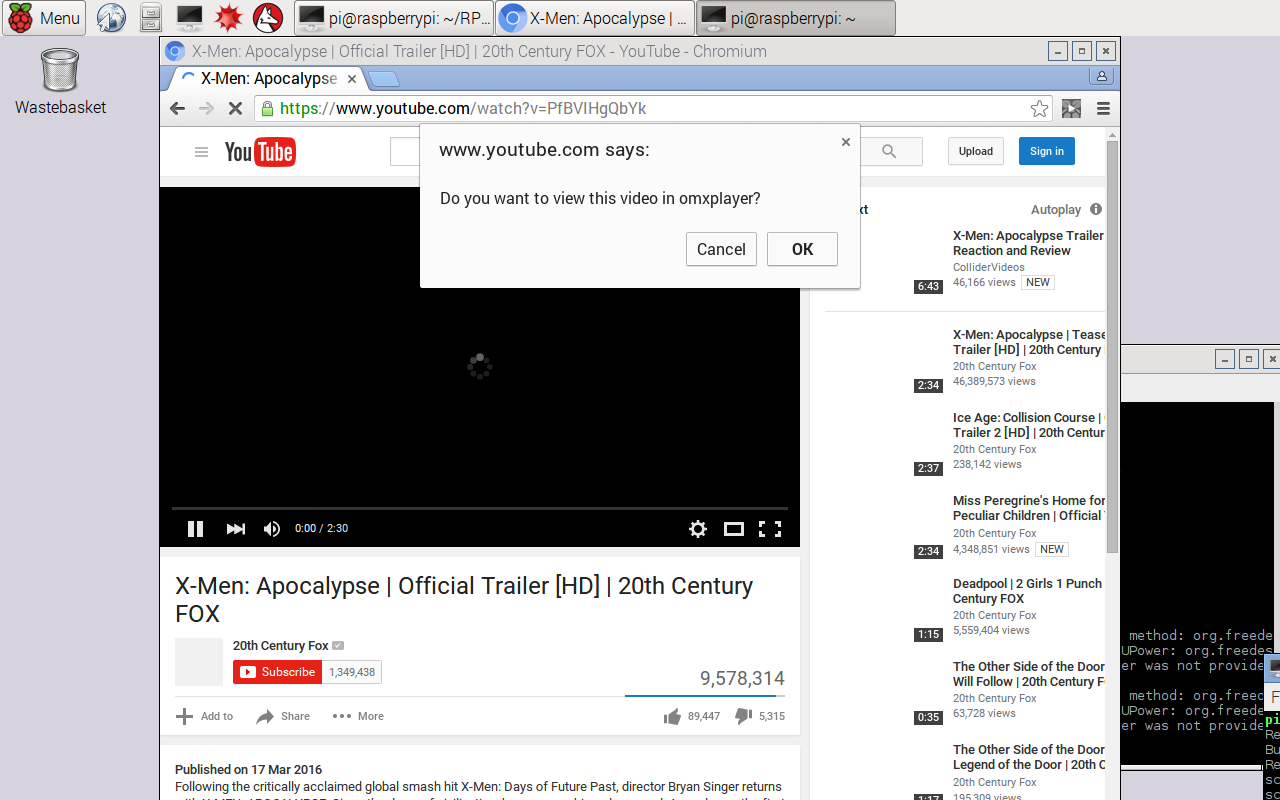 Menu
pi@raspberrypi: ~/RP...
X-Men: Apocalypse | ...
pi@raspberrypi: ~
Wastebasket
X-Men: Apocalypse | Official Trailer [HD] | 20th Century FOX - YouTube - Chromium
X-Men: Apocalypse
https://www.youtube.com/watch?v=PfBVIHgQbYk
YouTube
Upload
Sign in
www.youtube.com says:
Do you want to view this video in omxplayer?
Cancel
OK
Autoplay
X-Men: Apocalypse Trailer
Reaction and Review
ColliderVideos
46,166 views NEW
6:43
X-Men: Apocalypse | Tease
Trailer [HD] | 20th Century
20th Century Fox
46,389,573 views
2:34
Ice Age: Collision Course |
Trailer 2 [HD] | 20th Centur
20th Century Fox
238,142 views
2:37
Miss Peregrine's Home for
Peculiar Children | Official
20th Century Fox
4,348,851 views NEW
2:34
Deadpool | 2 Girls 1 Punch
Century FOX
20th Century Fox
5,559,404 views
1:15
The Other Side of the Door
Will Follow | 20th Century F
20th Century Fox
63,728 views
0:35
The Other Side of the Door
Legend of the Door | 20th C
20th Century Fox
195,309 views
1:17
0:00 / 2:30
X-Men: Apocalypse | Official Trailer [HD] | 20th Century
FOX
20th Century Fox
Subscribe 1,349,438
9,578,314
Add to Share More 89,447 5,315
Published on 17 Mar 2016
Following the critically acclaimed global smash hit X-Men: Days of Future Past, director Bryan Singer returns
method: org.freede
UPower: org.freedes
er was not provide
method: org.freed
UPower: org.freede
er was not provide
F
pi
Re
Bu
Re
sc